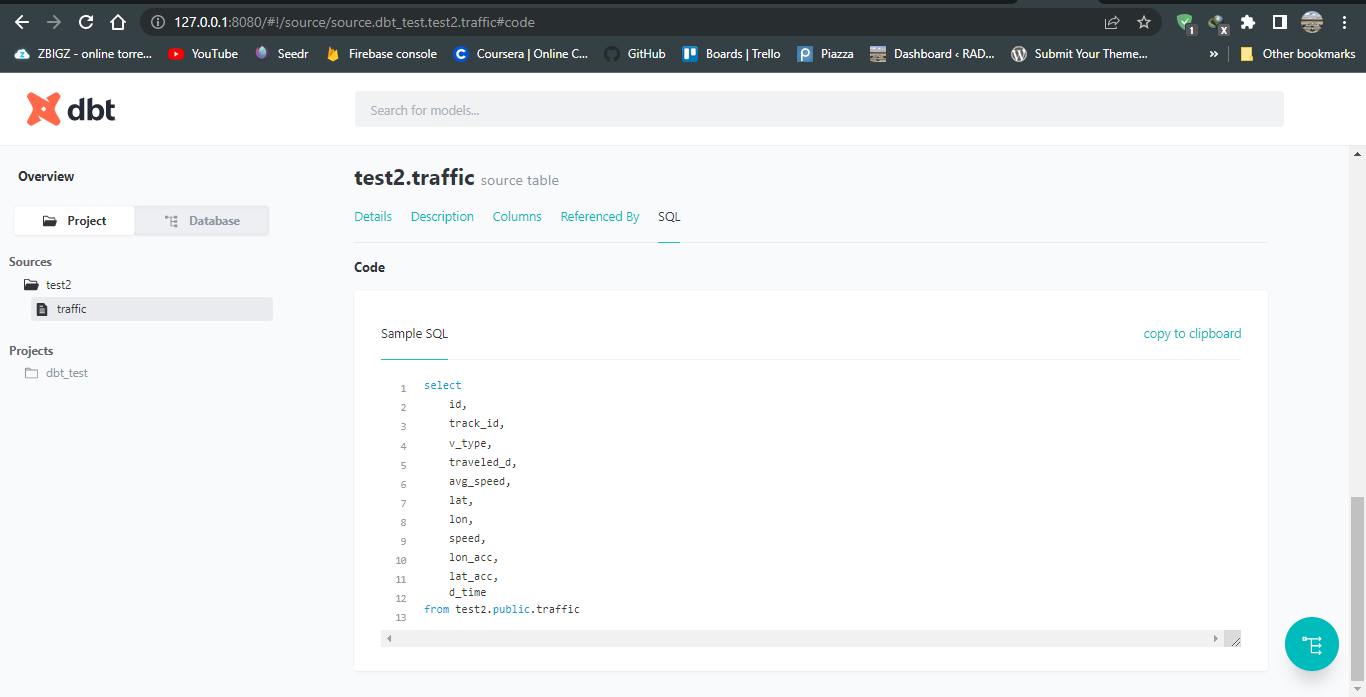 127.0.0.1:8080/#!/source/source.dbt_test.test2.traffic#code
1
x
ZBIGZ - online torre...
YouTube
Seedr
Firebase console
Coursera | Online C...
GitHub
Boards | Trello
Piazza
Dashboard ‹ RAD...
Submit Your Theme...
»
Other bookmarks
dbt
Search for models...
Overview
Project
Database
Sources
test2
traffic
Projects
dbt_test
test2.traffic source table
Details Description Columns Referenced By SQL
Code
Sample SQL
copy to clipboard
1 select
2 id,
3 track_id,
4 v_type,
5 traveled_d,
6 avg_speed,
7 lat,
8 lon,
9 speed,
10 lon_acc,
11 lat_acc,
12 d_time
13 from test2.public.traffic